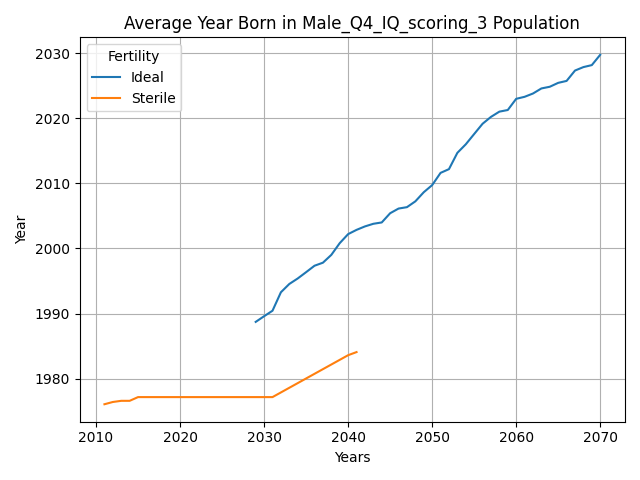 Average Year Born in Male_Q4_IQ_scoring_3 Population
Fertility
Ideal
Sterile
Year
2030
2020
2010
2000
1990
1980
2010 2020 2030 2040 2050 2060 2070
Years